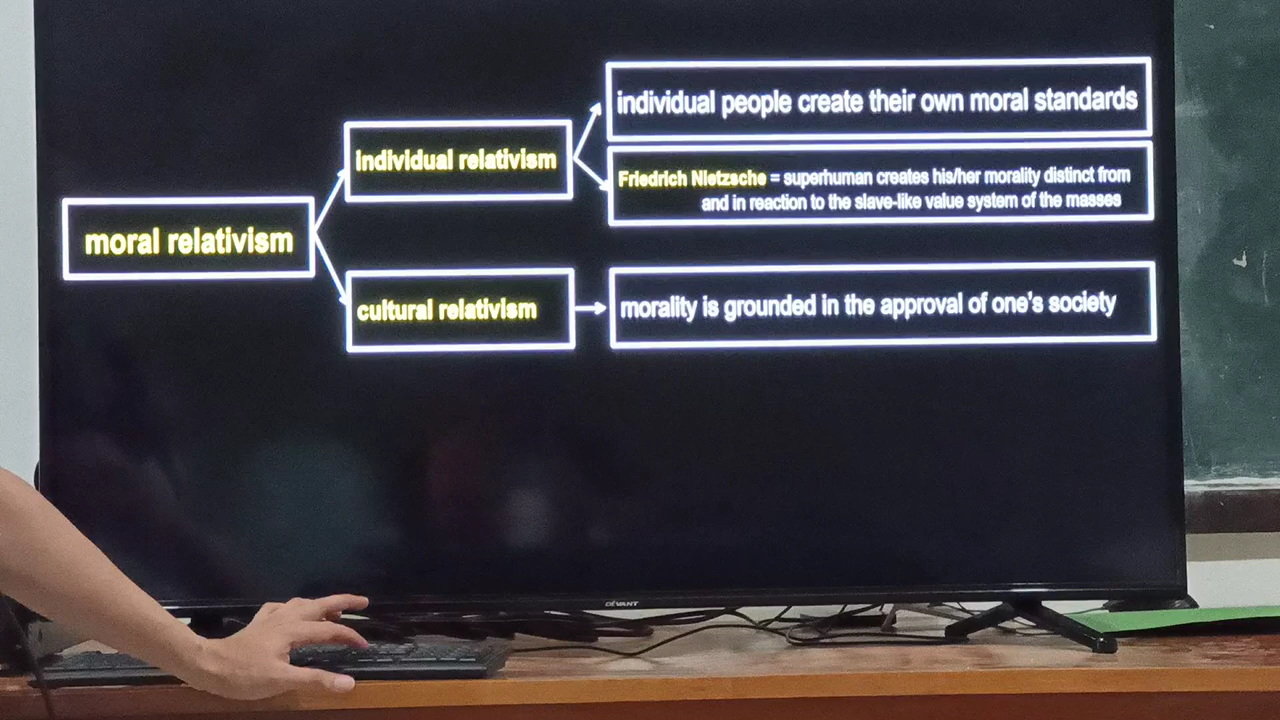 moral relativism
individual relativism
individual people create their own moral standards
Friedrich Nietzsche = superhuman creates his/her morality distinct from
and in reaction to the slave-like value system of the masses
cultural relativism
morality is grounded in the approval of one's society
DEVANT